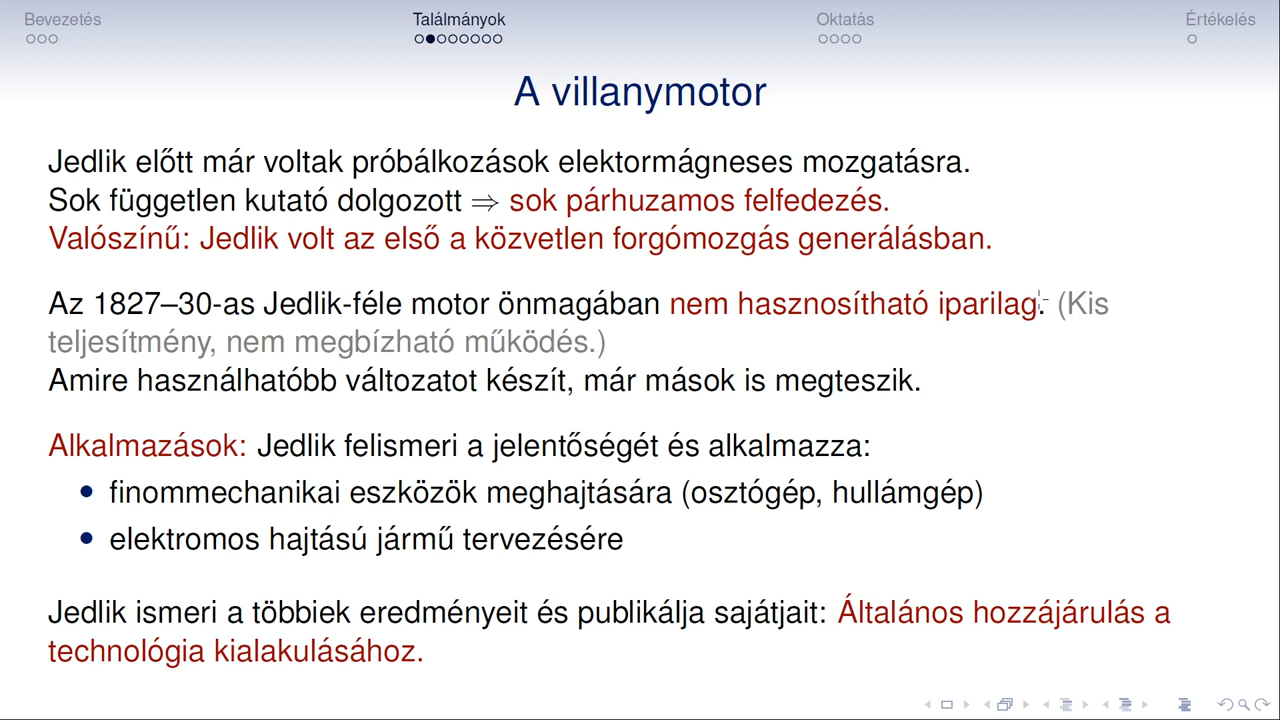 Bevezetés Találmányok Oktatás Értékelés
A villanymotor
Jedlik előtt már voltak próbálkozások elektormágneses mozgatásra.
Sok független kutató dolgozott ⇒ sok párhuzamos felfedezés.
Valószínű: Jedlik volt az első a közvetlen forgómozgás generálásban.
Az 1827–30-as Jedlik-féle motor önmagában nem hasznosítható iparilag. (Kis
teljesítmény, nem megbízható működés.)
Amire használhatóbb változatot készít, már mások is megteszik.
Alkalmazások: Jedlik felismeri a jelentőségét és alkalmazza:
• finommechanikai eszközök meghajtására (osztógép, hullámgép)
• elektromos hajtású jármű tervezésére
Jedlik ismeri a többiek eredményeit és publikálja sajátjait: Általános hozzájárulás a
technológia kialakulásához.